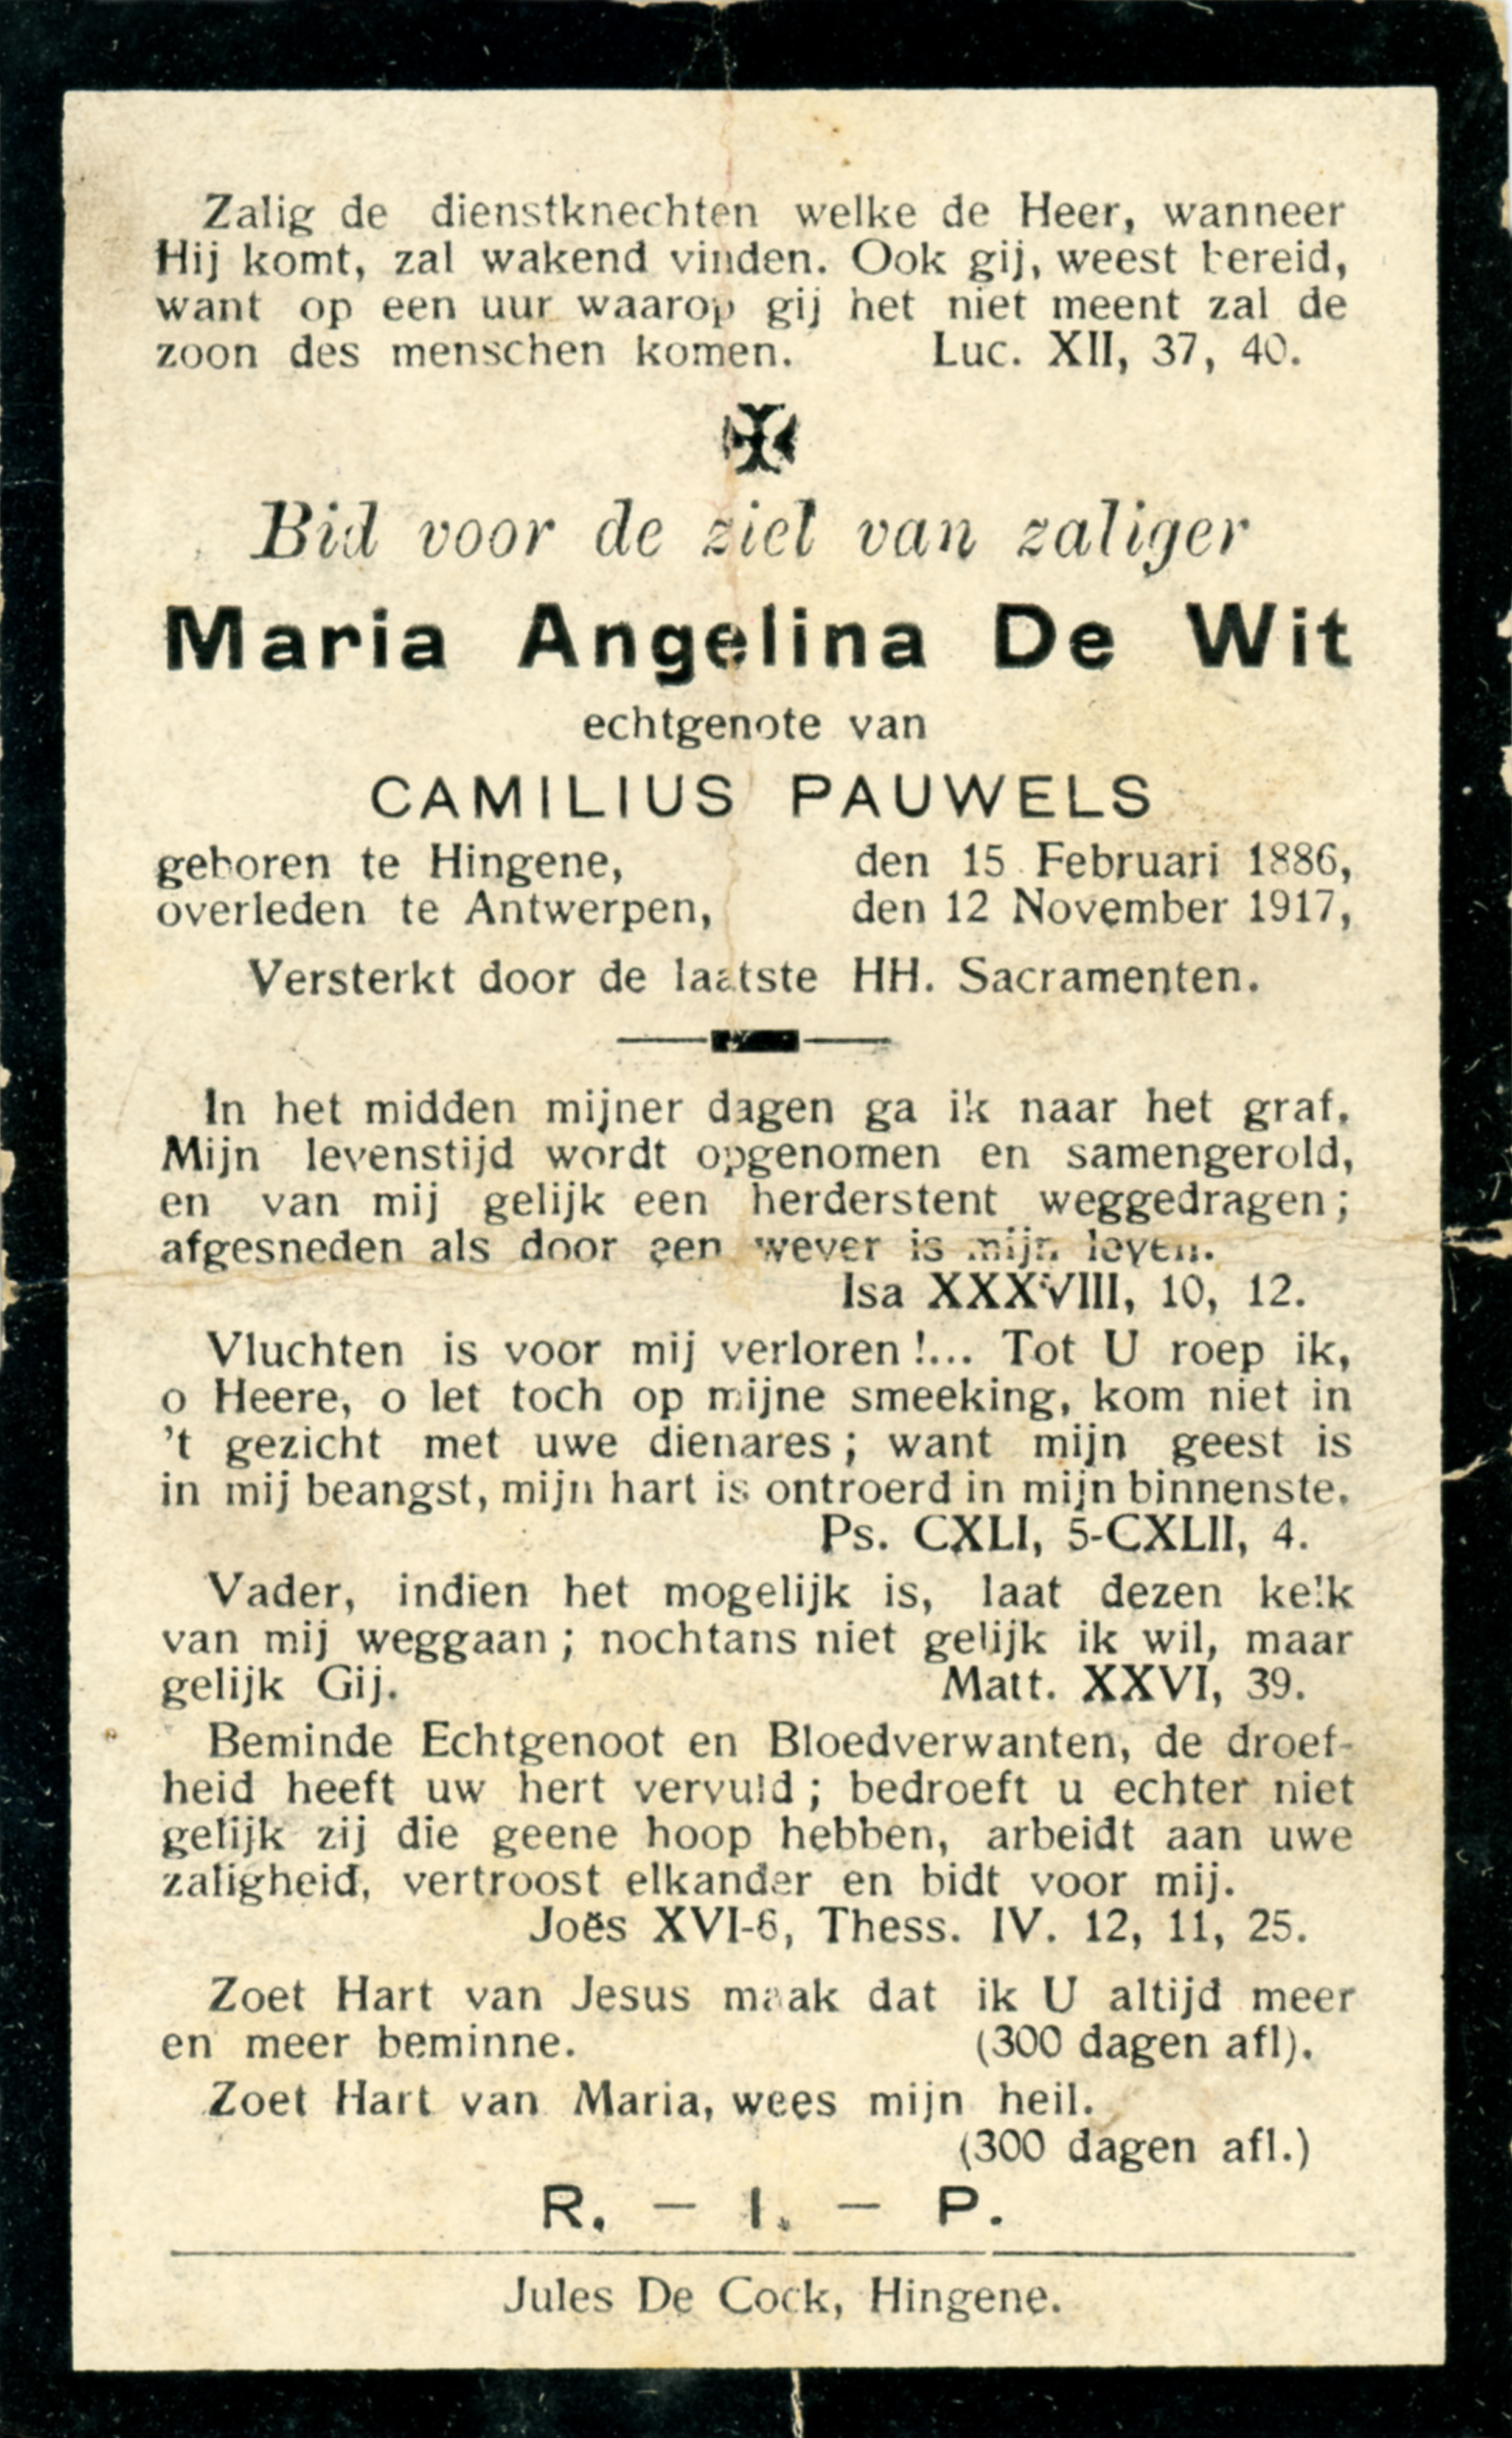 Zalig de dienstknechten welke de Heer, wanneer
Hij komt, zal wakend vinden. Ook gij, weest bereid,
want op een uur waarop gij het niet meent zal de
zoon des menschen komen. Luc. XII, 37, 40.
Bid voor de ziel van zaliger
Maria Angelina De Wit
echtgenote van
CAMILIUS PAUWELS
geboren te Hingene, den 15 Februari 1886,
overleden te Antwerpen, den 12 November 1917,
Versterkt door de laatste HH. Sacramenten.
In het midden mijner dagen ga ik naar het graf.
Mijn levenstijd wordt opgenomen en samengerold,
en van mij gelijk een herderstent weggedragen;
afgesneden als door een wever is mijn leven.
Isa XXXVIII, 10, 12.
Vluchten is voor mij verloren!... Tot U roep ik,
o Heere, o let toch op mijne smeeking, kom niet in
't gezicht met uwe dienares; want mijn geest is
in mij beangst, mijn hart is ontroerd in mijn binnenste.
Ps. CXLI, 5-CXLII, 4.
Vader, indien het mogelijk is, laat dezen kelk
van mij weggaan; nochtans niet gelijk ik wil, maar
gelijk Gij. Matt. XXVI, 39.
Beminde Echtgenoot en Bloedverwanten, de droef-
heid heeft uw hert vervuld; bedroeft u echter niet
gelijk zij die geene hoop hebben, arbeidt aan uwe
zaligheid, vertroost elkander en bidt voor mij.
Joës XVI-6, Thess. IV. 12, 11, 25.
Zoet Hart van Jesus maak dat ik U altijd meer
en meer beminne. (300 dagen afl).
Zoet Hart van Maria, wees mijn heil.
(300 dagen afl.)
R. — I. — P.
Jules De Cock, Hingene.